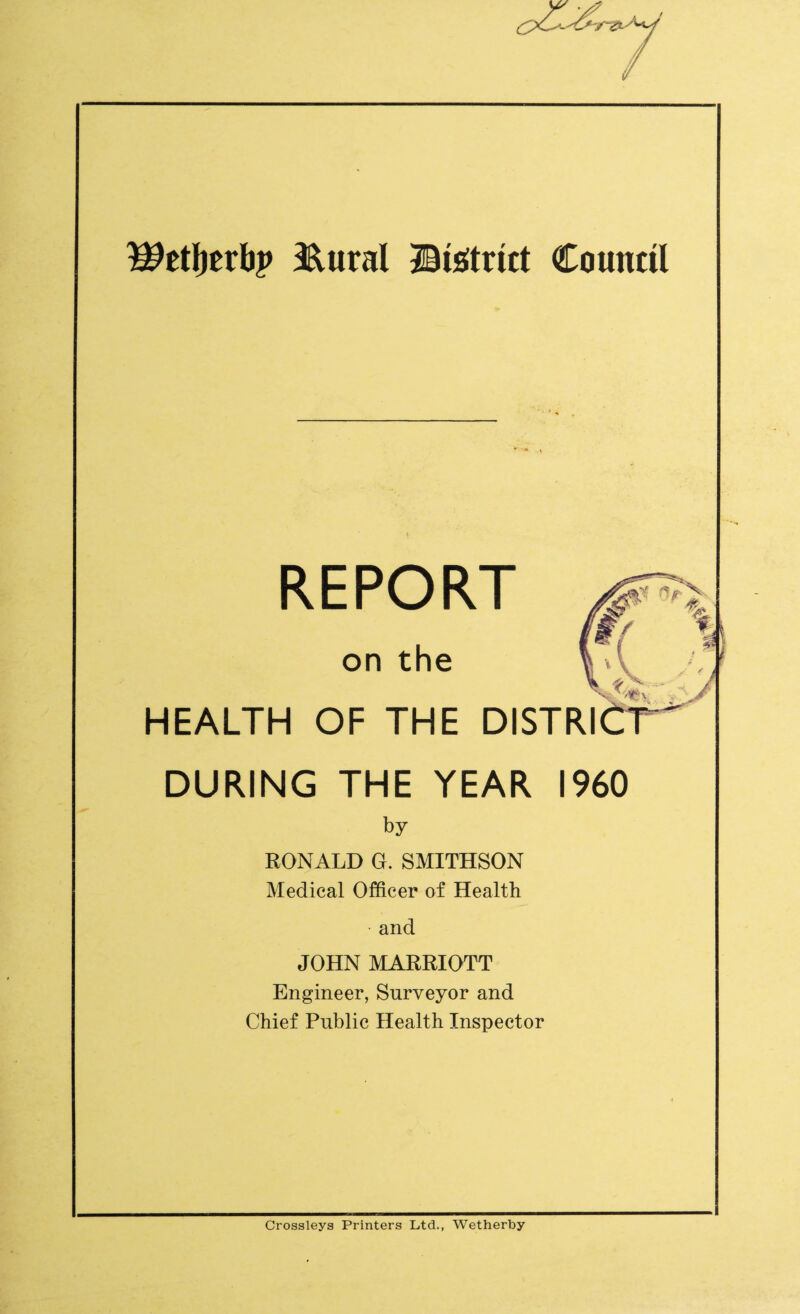 Library
Wetherby Rural District Council
REPORT
on the
HEALTH OF THE DISTRICT
DURING THE YEAR 1960
by
RONALD G. SMITHSON
Medical Officer of Health
and
JOHN MARRIOTT
Engineer, Surveyor and
Chief Public Health Inspector
Crossleys Printers Ltd., Wetherby